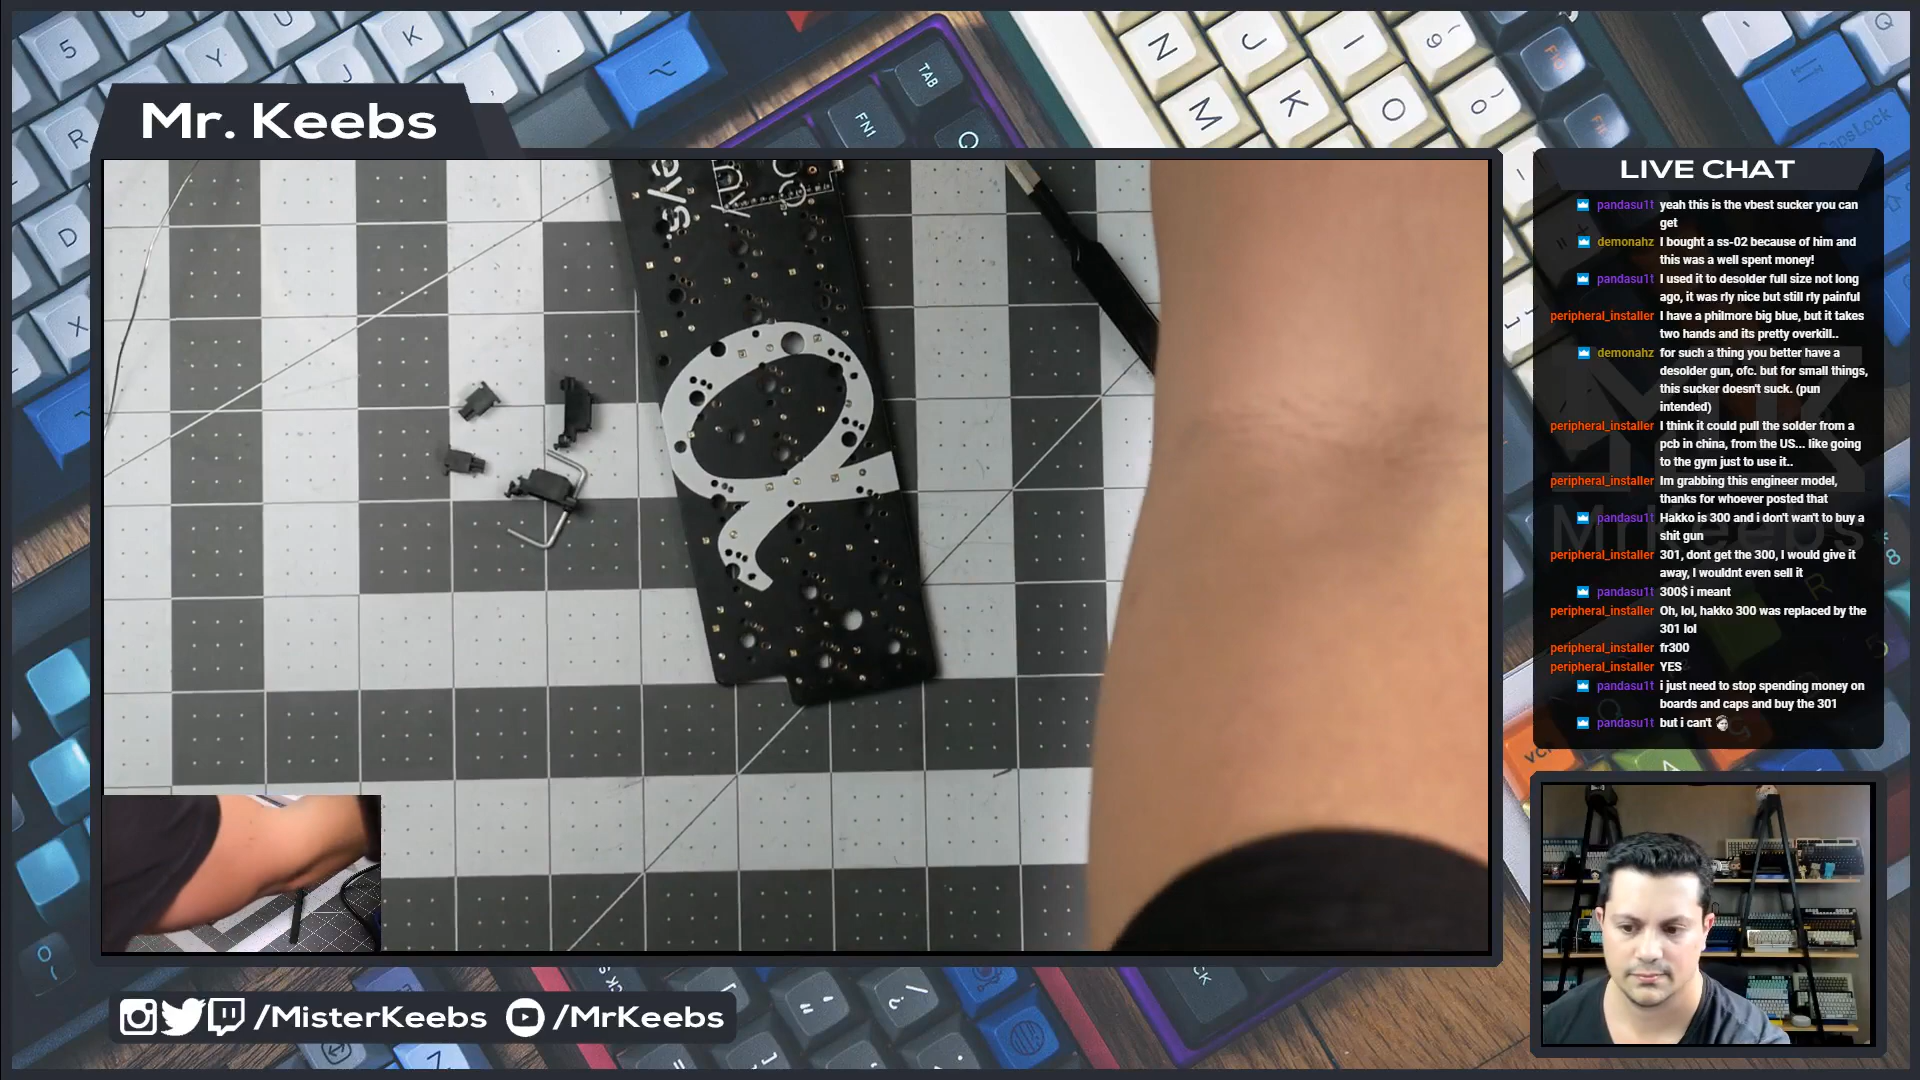 Mr. Keebs
LIVE CHAT
pandasu1t yeah this is the vbest sucker you can
get
demonahz I bought a ss-02 because of him and
this was a well spent money!
pandasu1t I used it to desolder full size not long
ago, it was rly nice but still rly painful
peripheral_installer I have a philmore big blue, but it takes
two hands and its pretty overkill..
demonahz for such a thing you better have a
desolder gun, ofc. but for small things,
this sucker doesn't suck. (pun
intended)
peripheral_installer I think it could pull the solder from a
pcb in china, from the US... like going
to the gym just to use it..
peripheral_installer Im grabbing this engineer model,
thanks for whoever posted that
pandasu1t Hakko is 300 and i don't wan't to buy a
shit gun
peripheral_installer 301, dont get the 300, I would give it
away, I wouldnt even sell it
pandasu1t 300$ i meant
peripheral_installer Oh, lol, hakko 300 was replaced by the
301 lol
peripheral_installer fr300
peripheral_installer YES
pandasu1t i just need to stop spending money on
boards and caps and buy the 301
pandasu1t but i can't
MrKeebs
/MisterKeebs
/MrKeebs
5
Y
U
K
J
R
D
X
TAB
FN1
N
J
I
M
K
O
Q
CapsLock
Z